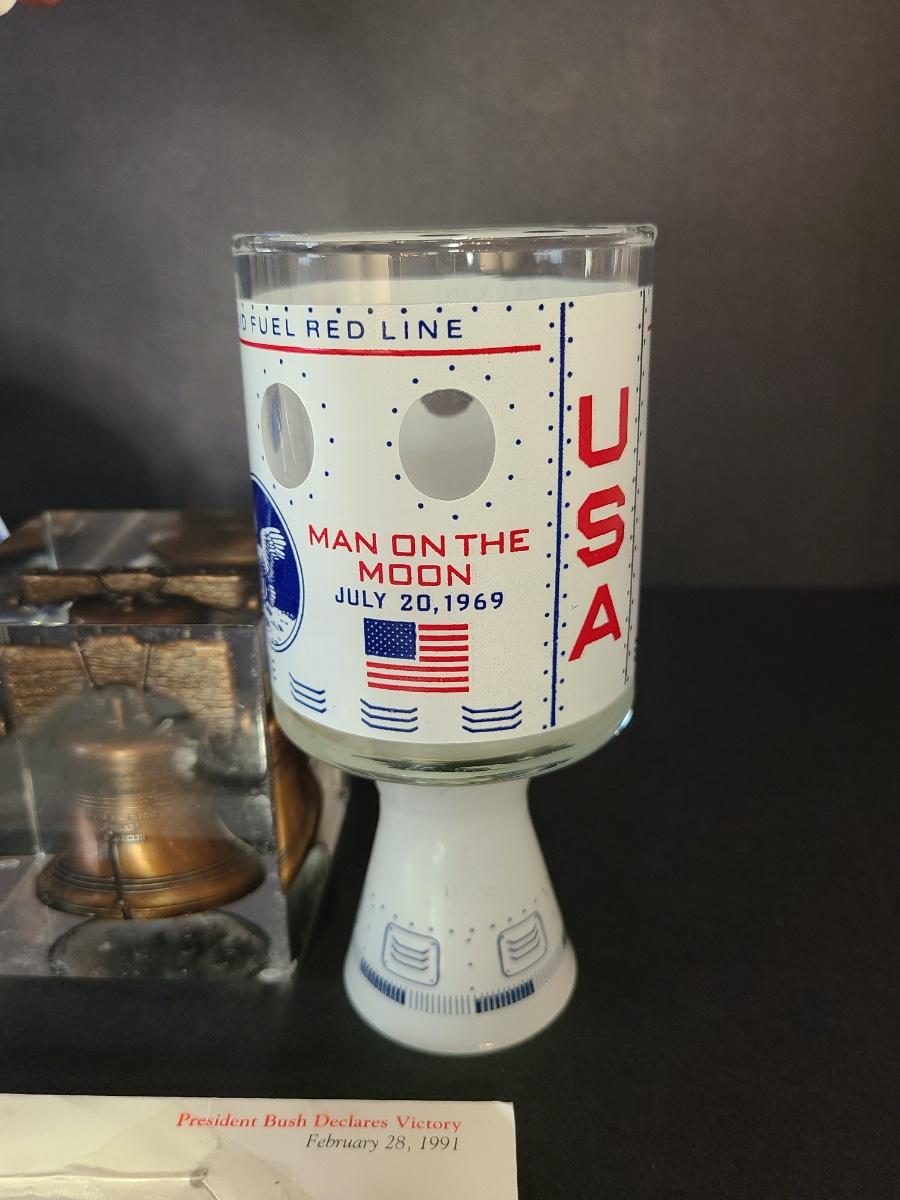 FUEL RED LINE
MAN ON THE
MOON
JULY 20, 1969
USA
President Bush Declares Victory
February 28, 1991